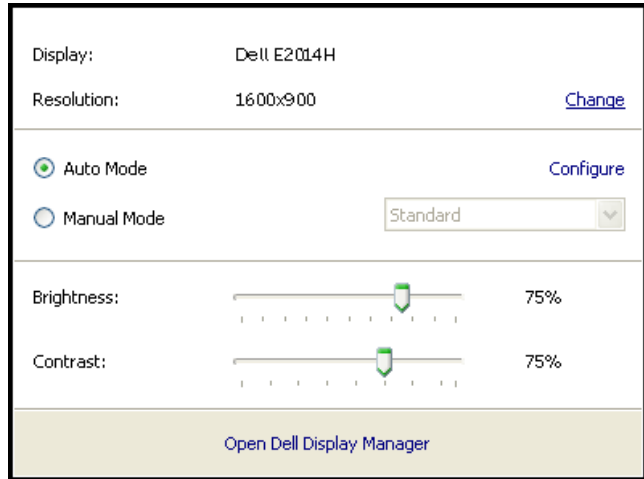 Display: Dell E2014H
Resolution: 1600x900 Change
Auto Mode Configure
Manual Mode Standard
Brightness: 75%
Contrast: 75%
Open Dell Display Manager